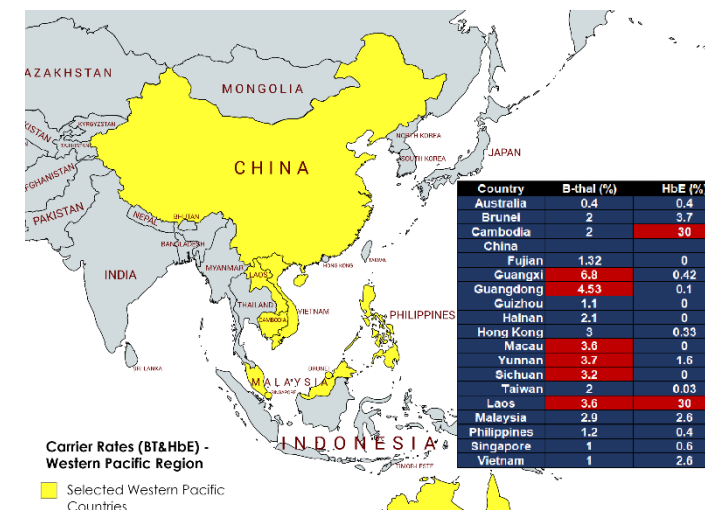 AZAKHSTAN
MONGOLIA
KYRGYZSTAN
KISTAN
TAJIKISTAN
NORTH KOREA
SOUTH KOREA
JAPAN
CHINA
FGHANISTAN
PAKISTAN
NEPAL
BHUTAN
BANGLADESH
INDIA
MYANMAR
LAOS
HONG KONG
TAIWAN
THAILAND
VIETNAM
CAMBODIA
PHILIPPINES
SRI LANKA
BRUNEI
MALAYSIA
SINGAPORE
INDONESIA
TIMOR-LESTE
Country B-thal (%) HbE (%)
Australia 0.4 0.4
Brunei 2 3.7
Cambodia 2 30
China
Fujian 1.32 0
Guangxi 6.8 0.42
Guangdong 4.53 0.1
Guizhou 1.1 0
Hainan 2.1 0
Hong Kong 3 0.33
Macau 3.6 0
Yunnan 3.7 1.6
Sichuan 3.2 0
Taiwan 2 0.03
Laos 3.6 30
Malaysia 2.9 2.6
Philippines 1.2 0.4
Singapore 1 0.6
Vietnam 1 2.6
Carrier Rates (BT&HbE) -
Western Pacific Region
Selected Western Pacific
Countries